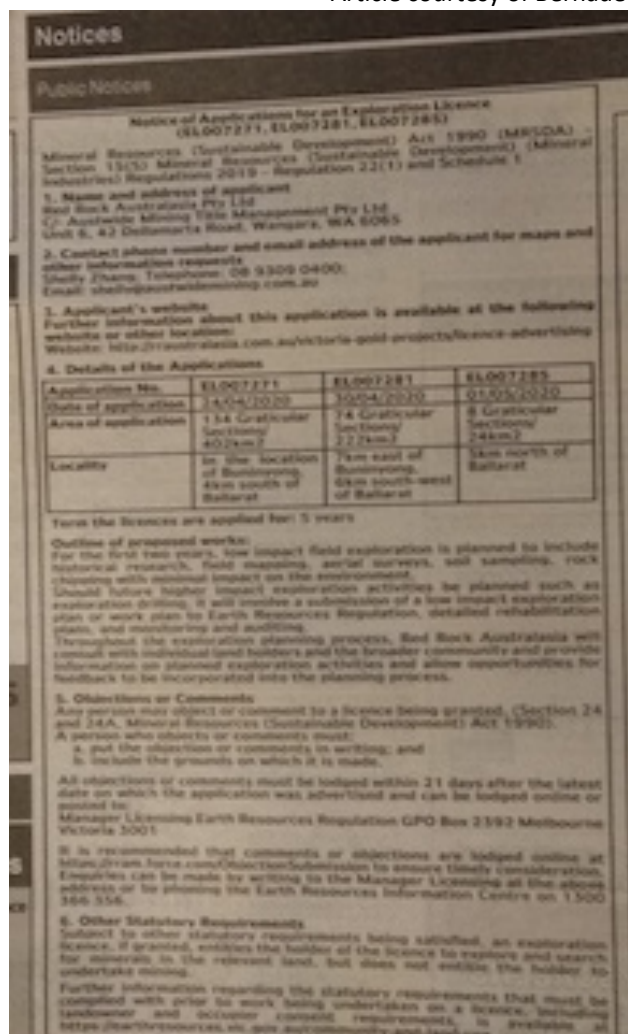 Article courtesy of Bernade
Notices
Public Notices
Notice of Applications for an Exploration Licence
(EL007271, EL007281, EL007285)
Mineral Resources (Sustainable Development) Act 1990 (MRSDA) -
Section 15(5) Mineral Resources (Sustainable Development) (Mineral
Industries) Regulations 2019 - Regulation 22(1) and Schedule 1
1. Name and address of applicant
Red Rock Australasia Pty Ltd
C/- Austwide Mining Title Management Pty Ltd
Unit 6, 42 Dellamarta Road, Wangara, WA 6065
2. Contact phone number and email address of the applicant for maps and
other information requests
Shelly Zhang, Telephone: 08 9309 0400;
Email: shelly@austwidemining.com.au
3. Applicant's website
Further information about this application is available at the following
website or other location:
Website: http://rraustralasia.com.au/victoria-gold-projects/licence-advertising
4. Details of the Applications
Application No. EL007271 EL007281 EL007285
Date of application 24/04/2020 30/04/2020 01/05/2020
Area of application 134 Graticular Sections/ 402km2 74 Graticular Sections/ 222km2 8 Graticular Sections/ 24km2
Locality In the location of Buninyong, 4km south of Ballarat 7km east of Buninyong, 6km south-west of Ballarat 5km north of Ballarat
Term the licences are applied for: 5 years
Outline of proposed works:
For the first two years, low impact field exploration is planned to include
historical research, field mapping, aerial surveys, soil sampling, rock
chipping with minimal impact on the environment.
Should future higher impact exploration activities be planned such as
exploration drilling, it will involve a submission of a low impact exploration
plan or work plan to Earth Resources Regulation, detailed rehabilitation
plans, and monitoring and auditing.
Throughout the exploration planning process, Red Rock Australasia will
consult with individual land holders and the broader community and provide
information on planned exploration activities and allow opportunities for
feedback to be incorporated into the planning process.
5. Objections or Comments
Any person may object or comment to a licence being granted. (Section 24
and 24A, Mineral Resources (Sustainable Development) Act 1990).
A person who objects or comments must:
a. put the objection or comments in writing; and
b. include the grounds on which it is made.
All objections or comments must be lodged within 21 days after the latest
date on which the application was advertised and can be lodged online or
posted to:
Manager Licensing Earth Resources Regulation GPO Box 2392 Melbourne
Victoria 3001
It is recommended that comments or objections are lodged online at
https://rram.force.com/ObjectionSubmission to ensure timely consideration.
Enquiries can be made by writing to the Manager Licensing at the above
address or by phoning the Earth Resources Information Centre on 1300
366 356.
6. Other Statutory Requirements
Subject to other statutory requirements being satisfied, an exploration
licence, if granted, entitles the holder of the licence to explore and search
for minerals in the relevant land, but does not entitle the holder to
undertake mining.
Further information regarding the statutory requirements that must be
complied with prior to work being undertaken on a licence, including
landowner and occupier consent requirements, is available at